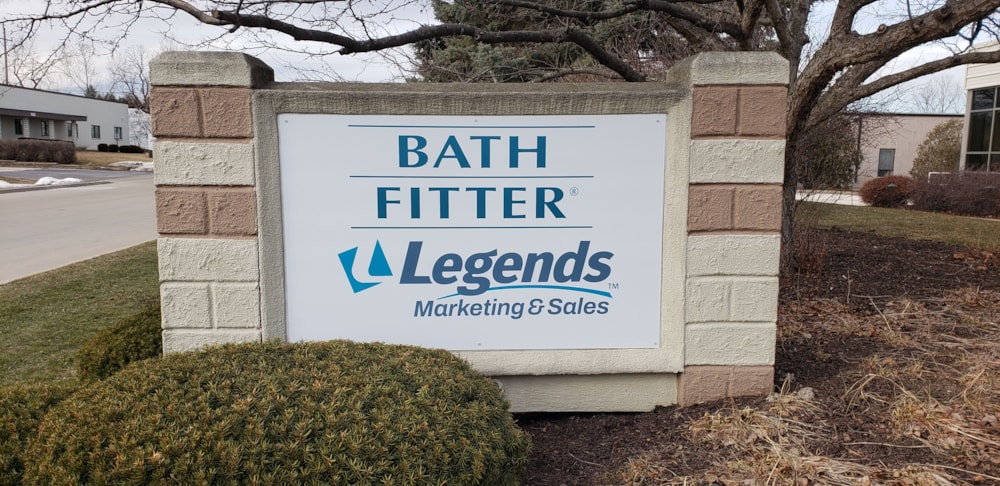 BATH
FITTER®
Legends™
Marketing & Sales